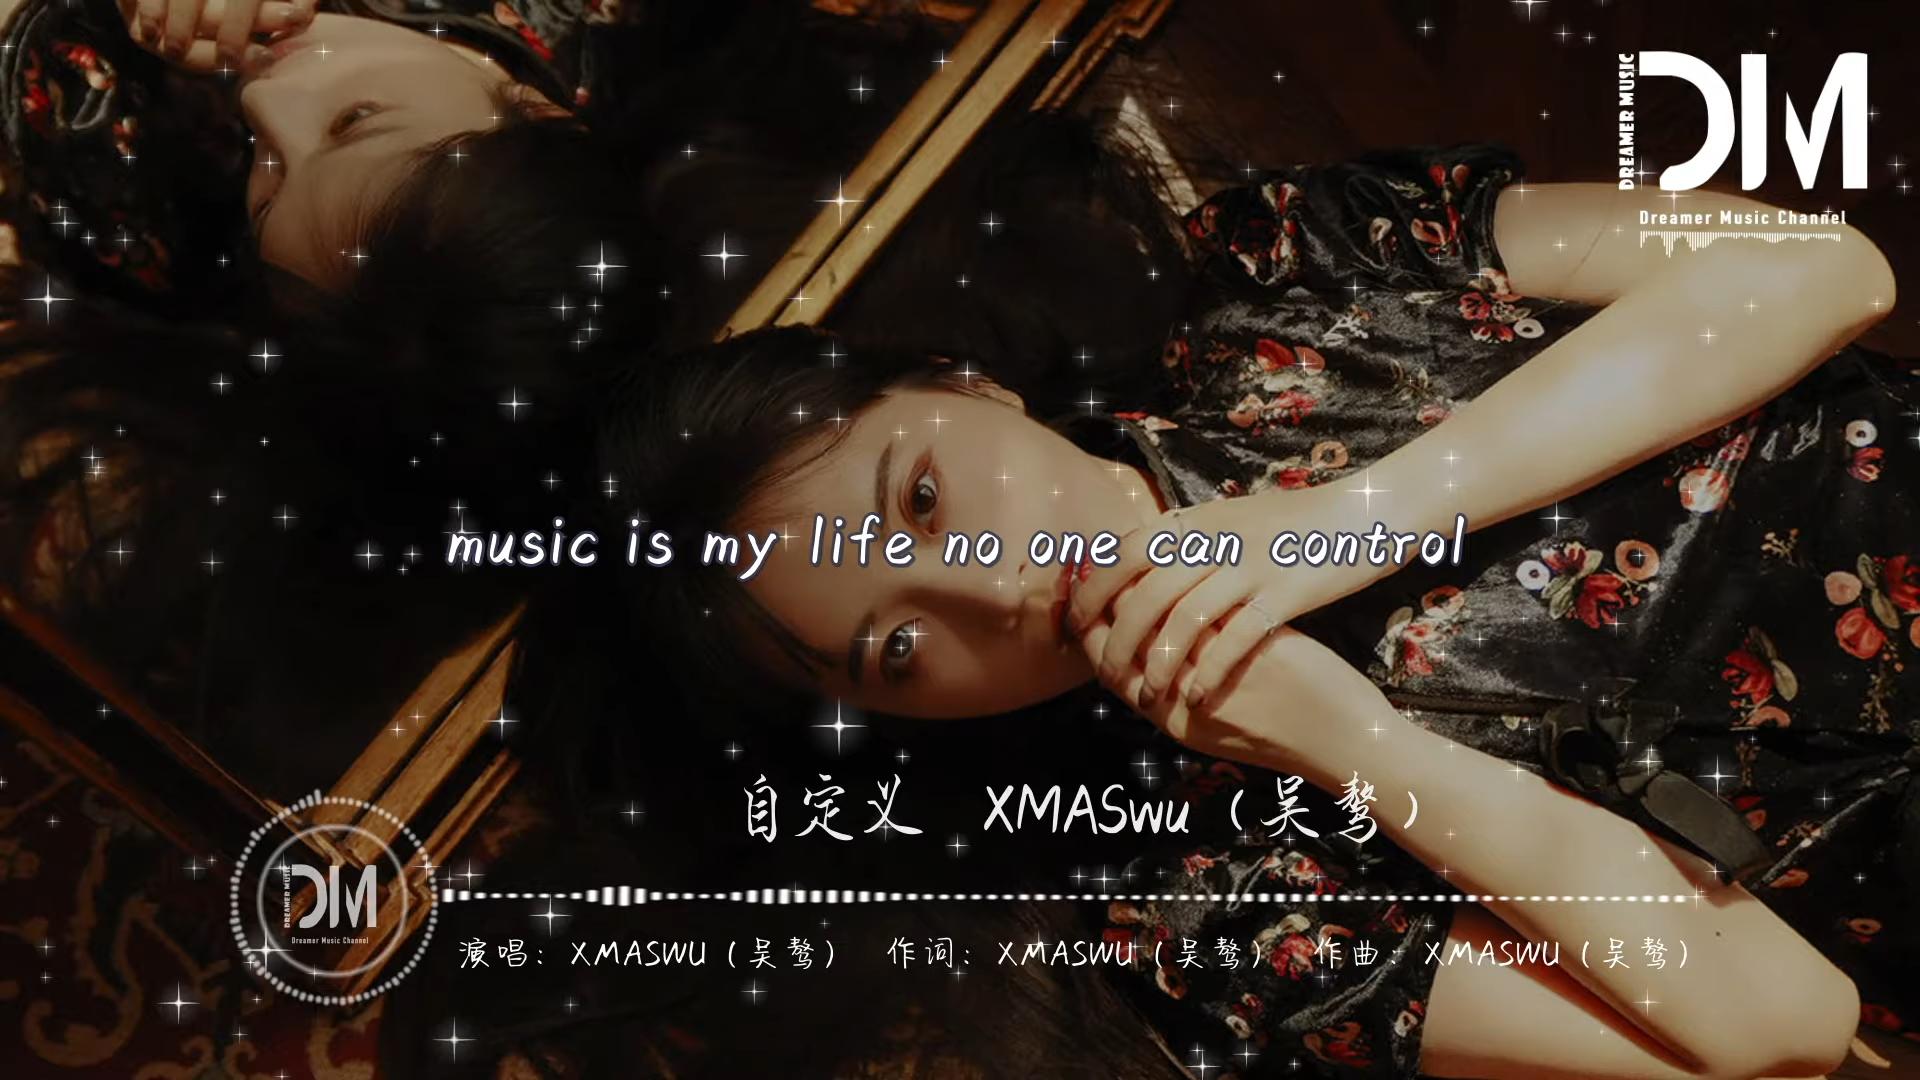 DREAMER MUSIC
DM
Dreamer Music Channel
music is my life no one can control
自定义 XMASwu（吴骜）
DREAMER MUSIC
DM
Dreamer Music Channel
演唱：XMASWU（吴骜） 作词：XMASWU（吴骜） 作曲：XMASWU（吴骜）